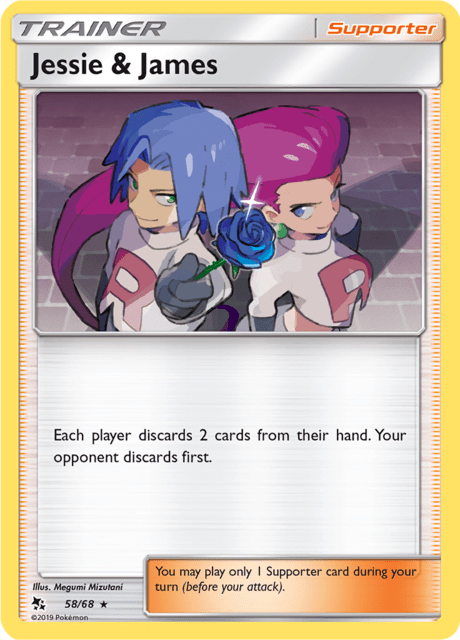 TRAINER
Supporter
Jessie & James
R
Each player discards 2 cards from their hand. Your
opponent discards first.
Illus. Megumi Mizutani
58/68 ★
©2019 Pokémon
You may play only 1 Supporter card during your
turn (before your attack).